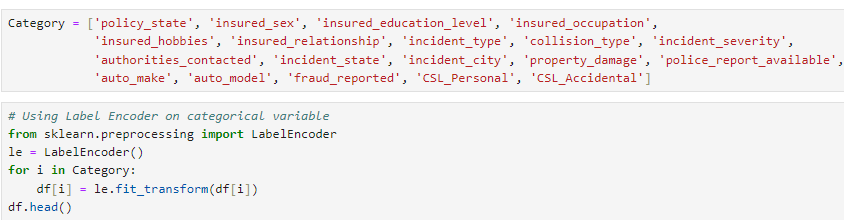 Category = ['policy_state', 'insured_sex', 'insured_education_level', 'insured_occupation',
'insured_hobbies', 'insured_relationship', 'incident_type', 'collision_type', 'incident_severity',
'authorities_contacted', 'incident_state', 'incident_city', 'property_damage', 'police_report_available',
'auto_make', 'auto_model', 'fraud_reported', 'CSL_Personal', 'CSL_Accidental']
# Using Label Encoder on categorical variable
from sklearn.preprocessing import LabelEncoder
le = LabelEncoder()
for i in Category:
    df[i] = le.fit_transform(df[i])
df.head()